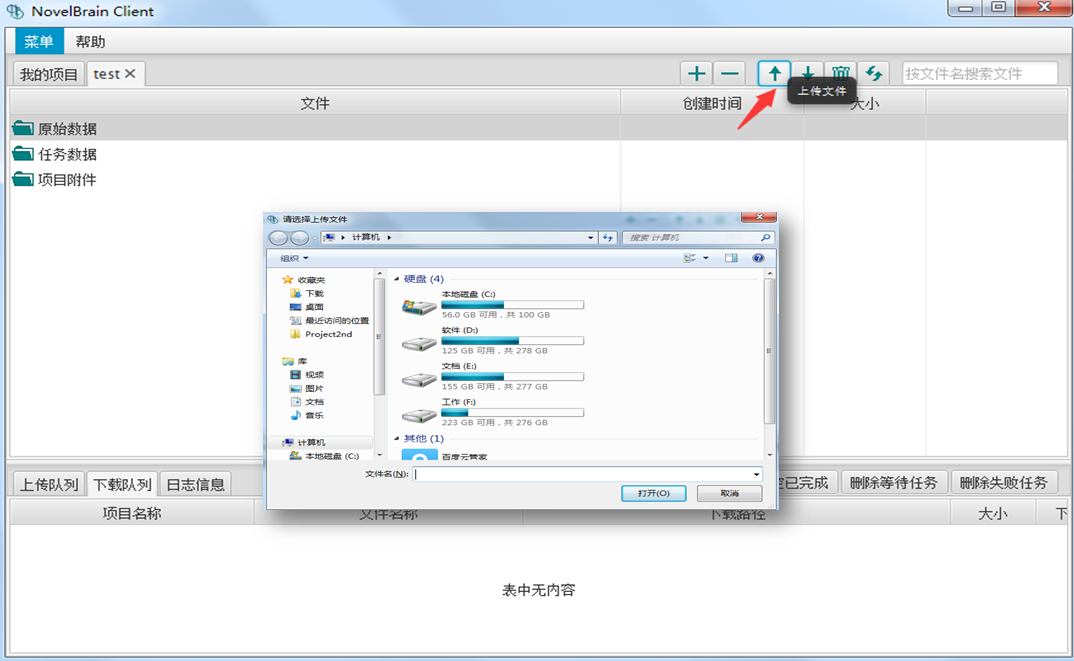 NovelBrain Client
菜单 帮助
我的项目 test
按文件名搜索文件
上传文件
文件 创建时间 大小
原始数据
任务数据
项目附件
请选择上传文件
计算机
搜索 计算机
组织
收藏夹
下载
桌面
最近访问的位置
Project2nd
库
视频
图片
文档
音乐
计算机
本地磁盘 (C:)
硬盘 (4)
本地磁盘 (C:)
56.0 GB 可用，共 100 GB
软件 (D:)
125 GB 可用，共 278 GB
文档 (E:)
155 GB 可用，共 277 GB
工作 (F:)
223 GB 可用，共 276 GB
其他 (1)
百度云管家
文件名(N):
打开(O) 取消
上传队列 下载队列 日志信息 已完成 删除等待任务 删除失败任务
项目名称 文件名称 下载路径 大小 下
表中无内容